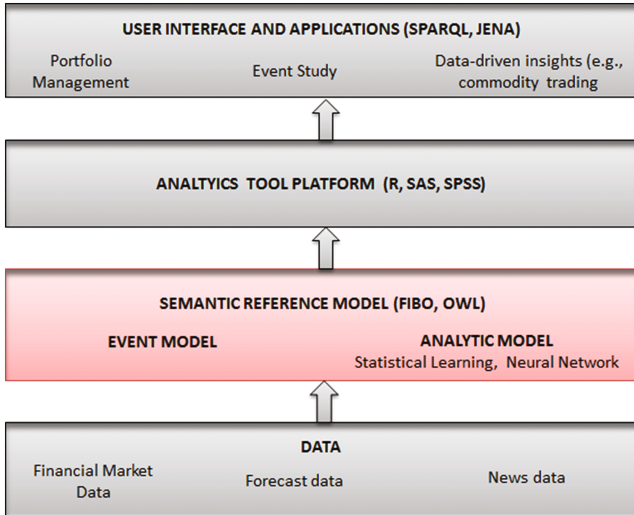 USER INTERFACE AND APPLICATIONS (SPARQL, JENA)
Portfolio
Management
Event Study
Data-driven insights (e.g.,
commodity trading
ANALTYICS TOOL PLATFORM (R, SAS, SPSS)
SEMANTIC REFERENCE MODEL (FIBO, OWL)
EVENT MODEL
ANALYTIC MODEL
Statistical Learning, Neural Network
DATA
Financial Market
Data
Forecast data
News data